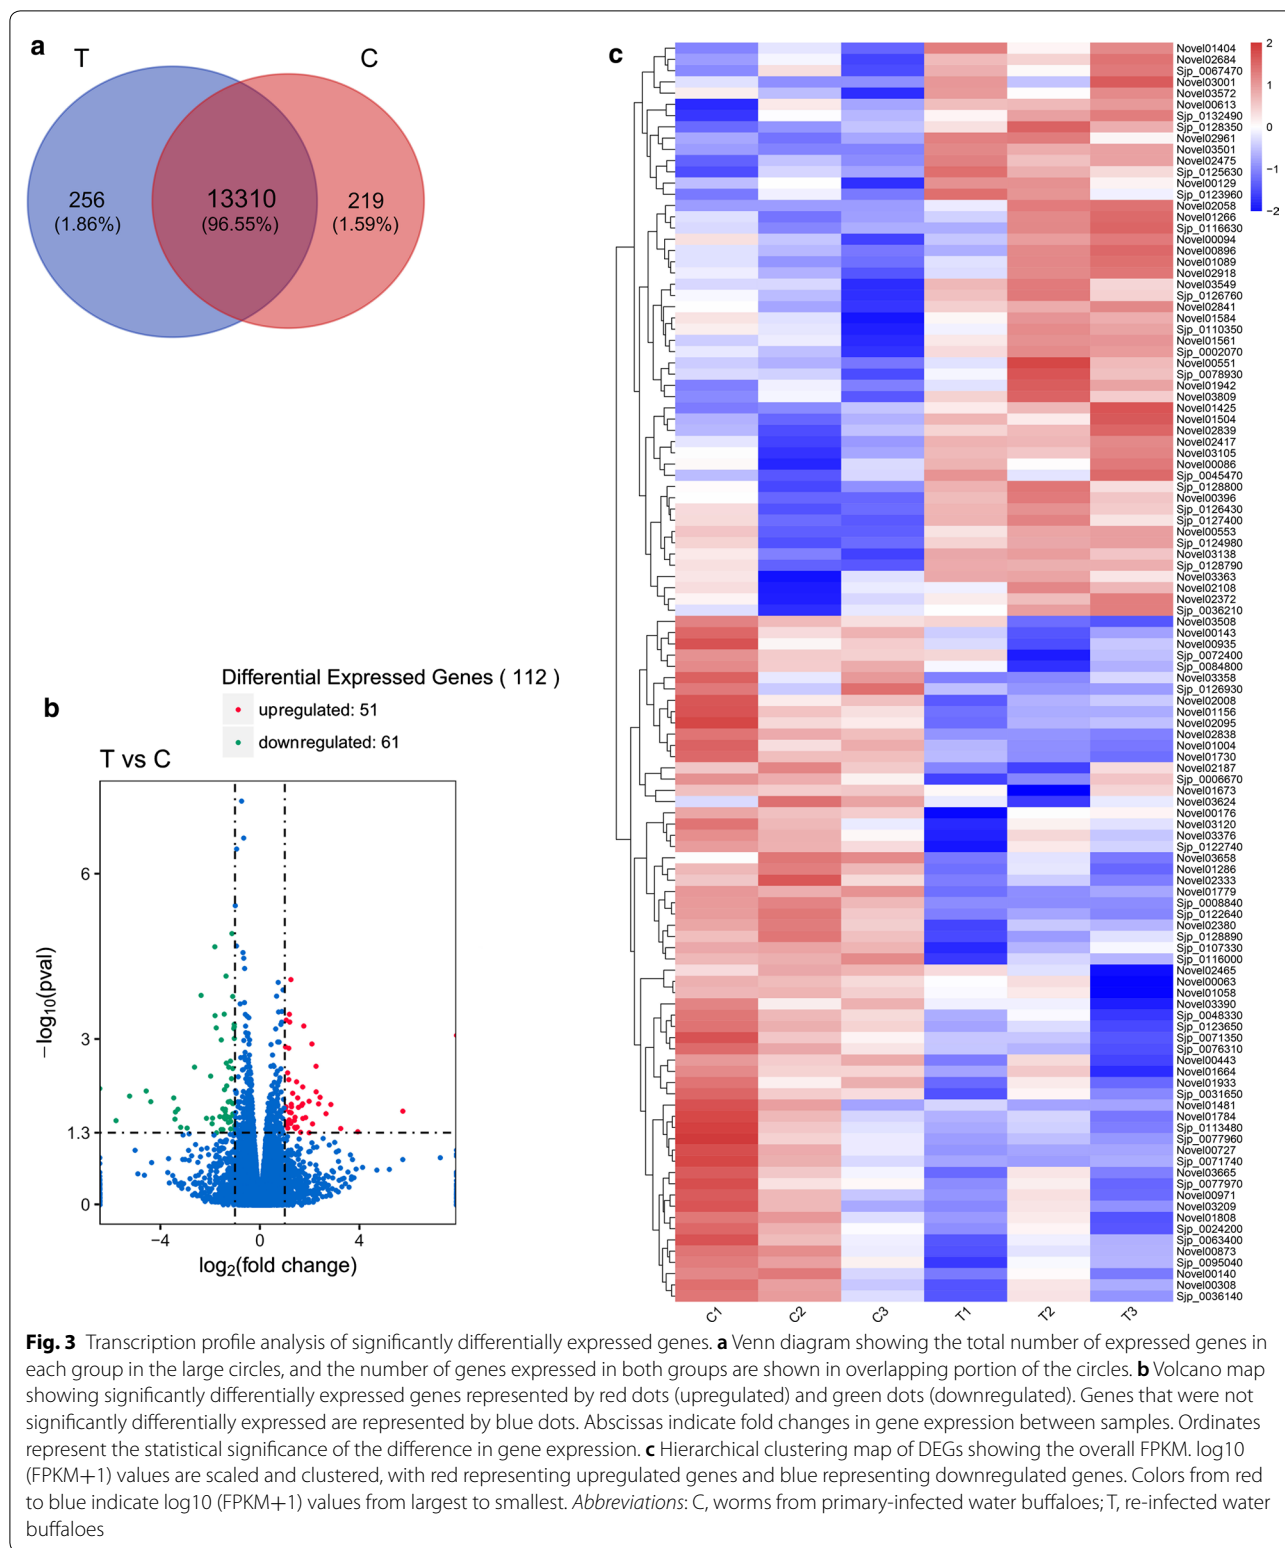 a
T
C
256
(1.86%)
13310
(96.55%)
219
(1.59%)
b
Differential Expressed Genes ( 112 )
upregulated: 51
downregulated: 61
T vs C
−log10(pval)
6
3
1.3
0
−4
0
4
log2(fold change)
c
2
1
0
−1
−2
Novel01404
Novel02684
Sjp_0067470
Novel03001
Novel03572
Novel00613
Sjp_0132490
Sjp_0128350
Novel02961
Novel03501
Novel02475
Sjp_0125630
Novel00129
Sjp_0123960
Novel02058
Novel01266
Sjp_0116630
Novel00094
Novel00896
Novel01089
Novel02918
Novel03549
Sjp_0126760
Novel02841
Novel01584
Sjp_0110350
Novel01561
Sjp_0002070
Novel00551
Sjp_0078930
Novel01942
Novel03809
Novel01425
Novel01504
Novel02839
Novel02417
Novel03105
Novel00086
Sjp_0045470
Sjp_0128800
Novel00396
Sjp_0126430
Sjp_0127400
Novel00553
Sjp_0124980
Novel03138
Sjp_0128790
Novel03363
Novel02108
Novel02372
Sjp_0036210
Novel03508
Novel00143
Novel00935
Sjp_0072400
Sjp_0084800
Novel03358
Sjp_0126930
Novel02008
Novel01156
Novel02095
Novel02838
Novel01004
Novel01730
Novel02187
Sjp_0006670
Novel01673
Novel03624
Novel00176
Novel03120
Novel03376
Sjp_0122740
Novel03658
Novel01286
Novel02333
Novel01779
Sjp_0008840
Sjp_0122640
Novel02380
Sjp_0128890
Sjp_0107330
Sjp_0116000
Novel02465
Novel00063
Novel01058
Novel03390
Sjp_0048330
Sjp_0123650
Sjp_0071350
Sjp_0076310
Novel00443
Novel01664
Novel01933
Sjp_0031650
Novel01481
Novel01784
Sjp_0113480
Sjp_0077960
Novel00727
Sjp_0071740
Novel03665
Sjp_0077970
Novel00971
Novel03209
Novel01808
Sjp_0024200
Sjp_0063400
Novel00873
Sjp_0095040
Novel00140
Novel00308
Sjp_0036140
C1
C2
C3
T1
T2
T3
Fig. 3 Transcription profile analysis of significantly differentially expressed genes. a Venn diagram showing the total number of expressed genes in
each group in the large circles, and the number of genes expressed in both groups are shown in overlapping portion of the circles. b Volcano map
showing significantly differentially expressed genes represented by red dots (upregulated) and green dots (downregulated). Genes that were not
significantly differentially expressed are represented by blue dots. Abscissas indicate fold changes in gene expression between samples. Ordinates
represent the statistical significance of the difference in gene expression. c Hierarchical clustering map of DEGs showing the overall FPKM. log10
(FPKM+1) values are scaled and clustered, with red representing upregulated genes and blue representing downregulated genes. Colors from red
to blue indicate log10 (FPKM+1) values from largest to smallest. Abbreviations: C, worms from primary-infected water buffaloes; T, re-infected water
buffaloes